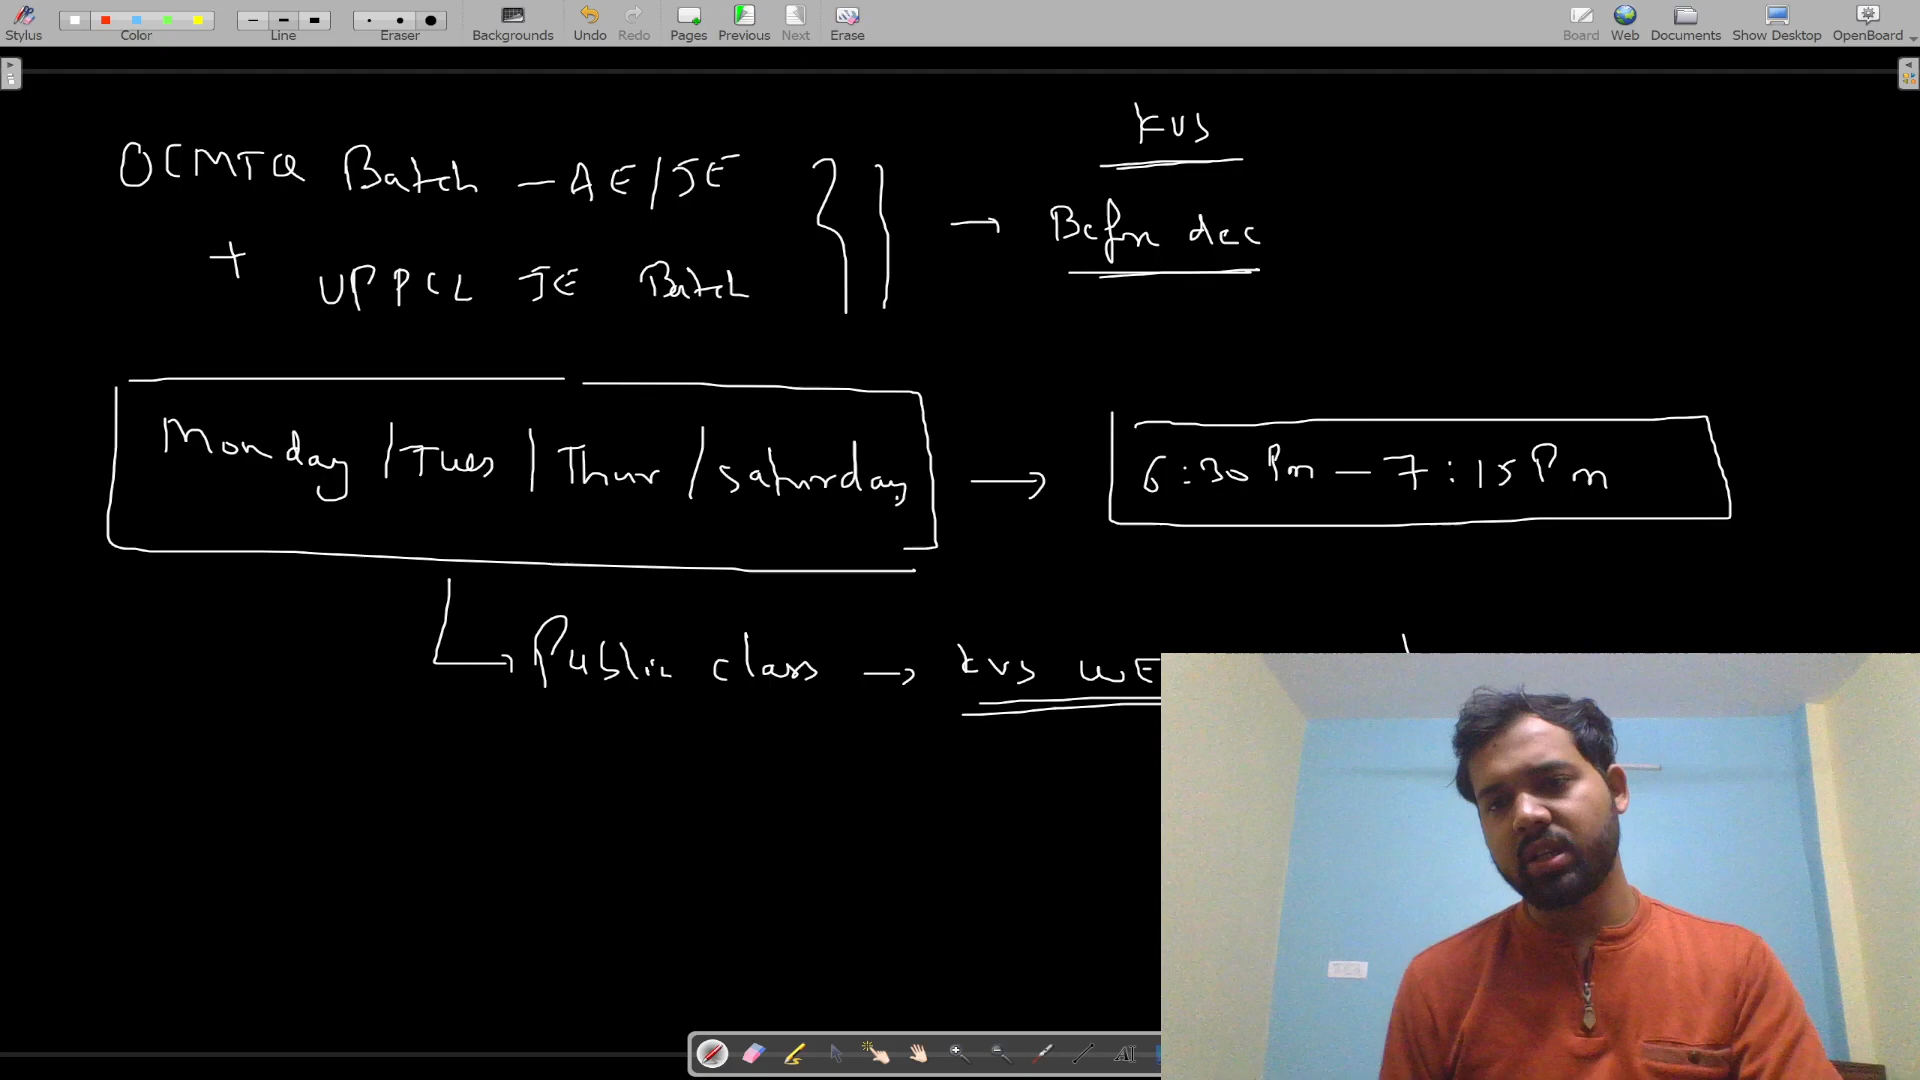 Stylus Color Line Eraser Backgrounds Undo Redo Pages Previous Next Erase Board Web Documents Show Desktop OpenBoard
KVS
OCMTQ Batch - AE/JE
→ Before dec
+ UPPCL JE Batch
Monday / Tues / Thur / Saturday → 6:30 Pm - 7:15 Pm
Public class → KVS WE